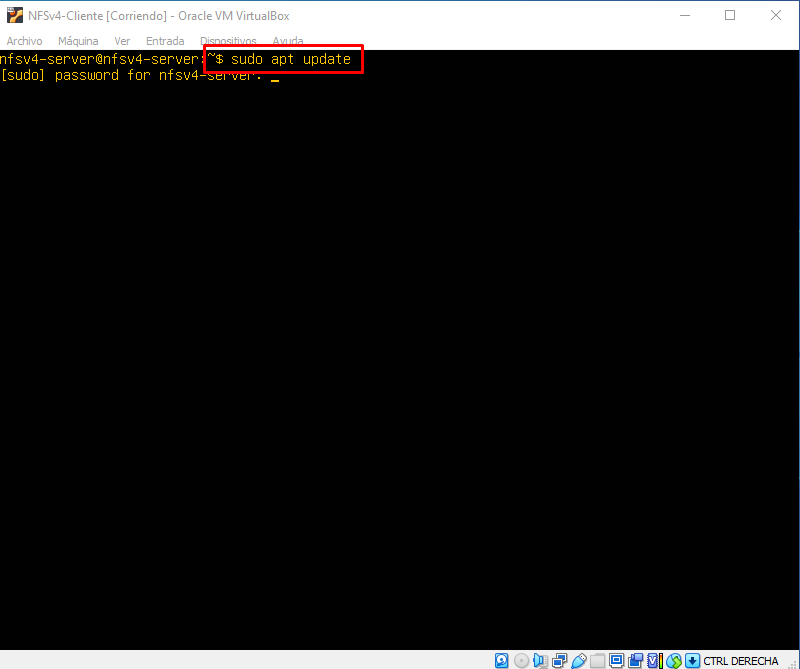 NFSv4-Cliente [Corriendo] - Oracle VM VirtualBox
Archivo Máquina Ver Entrada Dispositivos Ayuda
nfsv4-server@nfsv4-server:~$ sudo apt update
[sudo] password for nfsv4-server:
CTRL DERECHA